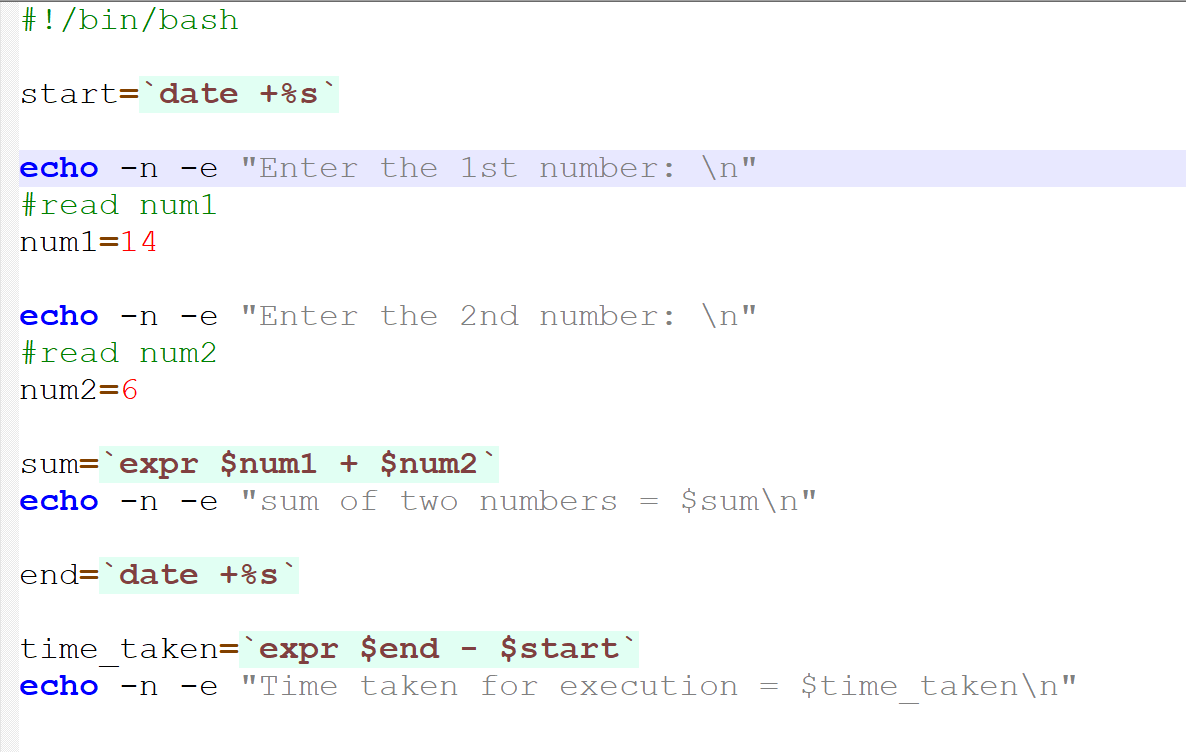 #!/bin/bash
start=`date +%s`
echo -n -e "Enter the 1st number: \n"
#read num1
num1=14
echo -n -e "Enter the 2nd number: \n"
#read num2
num2=6
sum=`expr $num1 + $num2`
echo -n -e "sum of two numbers = $sum\n"
end=`date +%s`
time_taken=`expr $end - $start`
echo -n -e "Time taken for execution = $time_taken\n"